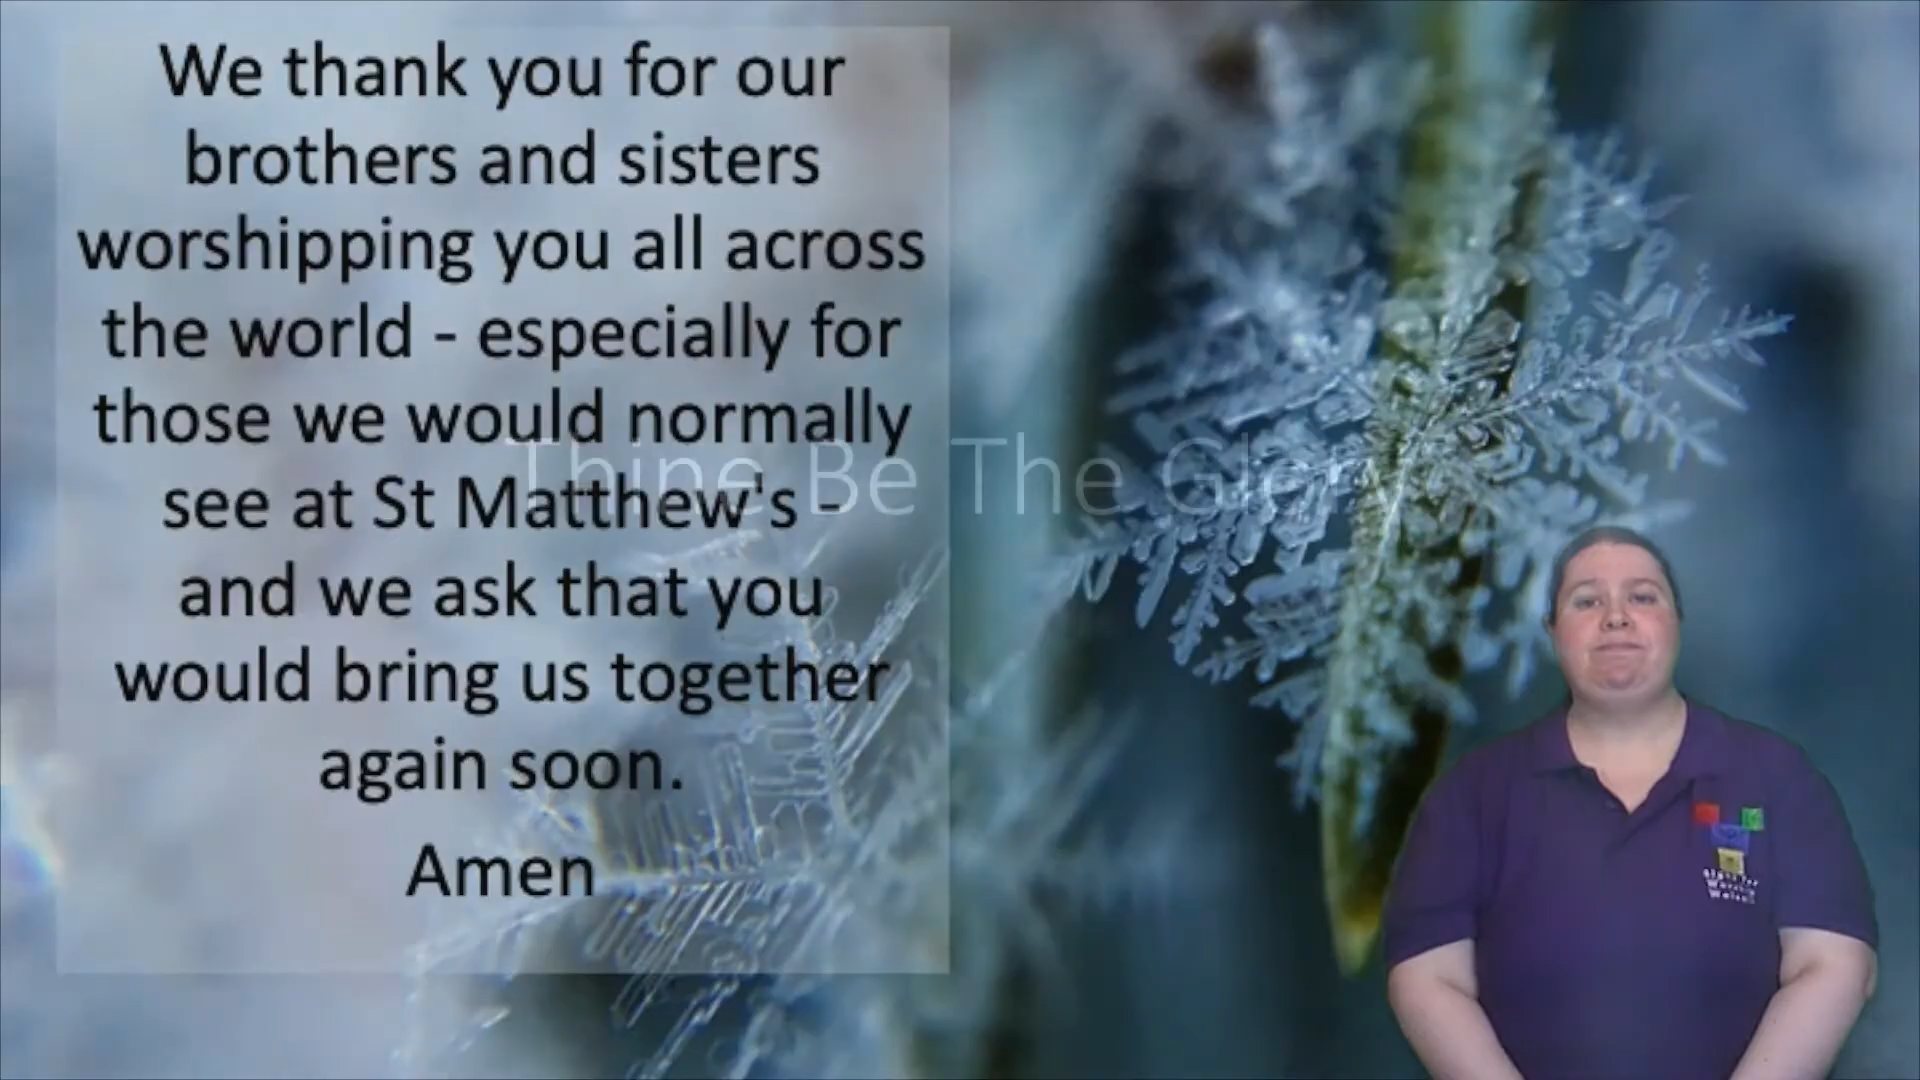 We thank you for our
brothers and sisters
worshipping you all across
the world - especially for
those we would normally
see at St Matthew's -
and we ask that you
would bring us together
again soon.
Amen
Thine Be The Glory